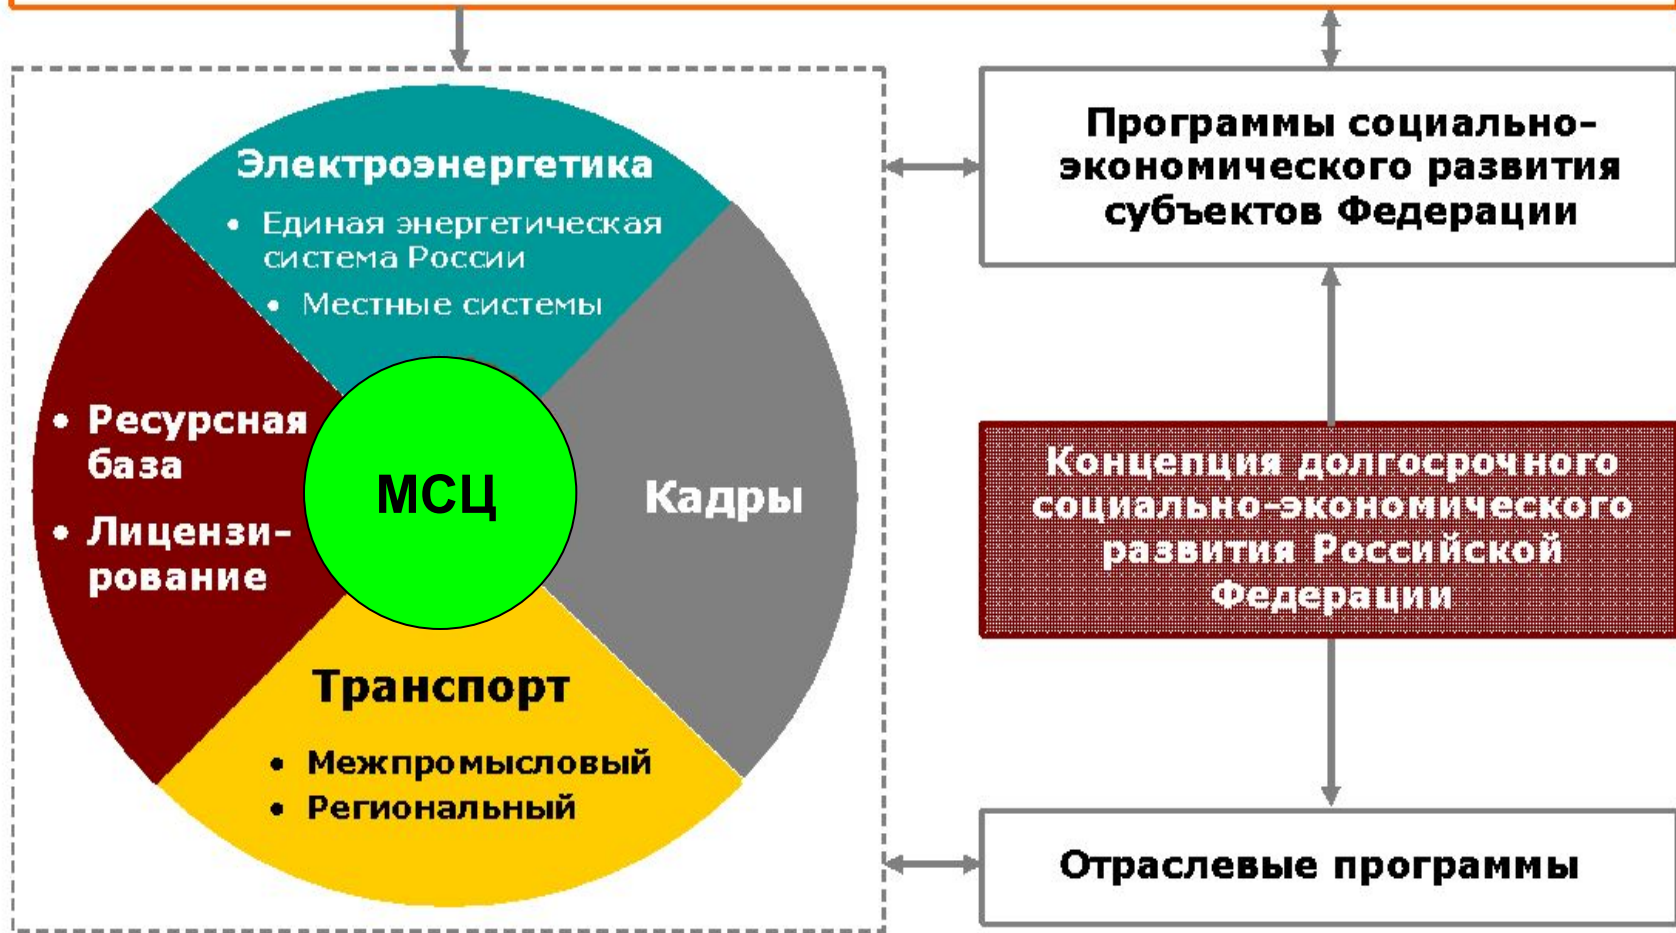 Электроэнергетика
• Единая энергетическая
система России
• Местные системы
• Ресурсная
база
• Лицензи-
рование
МСЦ
Кадры
Транспорт
• Межпромысловый
• Региональный
Программы социально-
экономического развития
субъектов Федерации
Концепция долгосрочного
социально-экономического
развития Российской
Федерации
Отраслевые программы